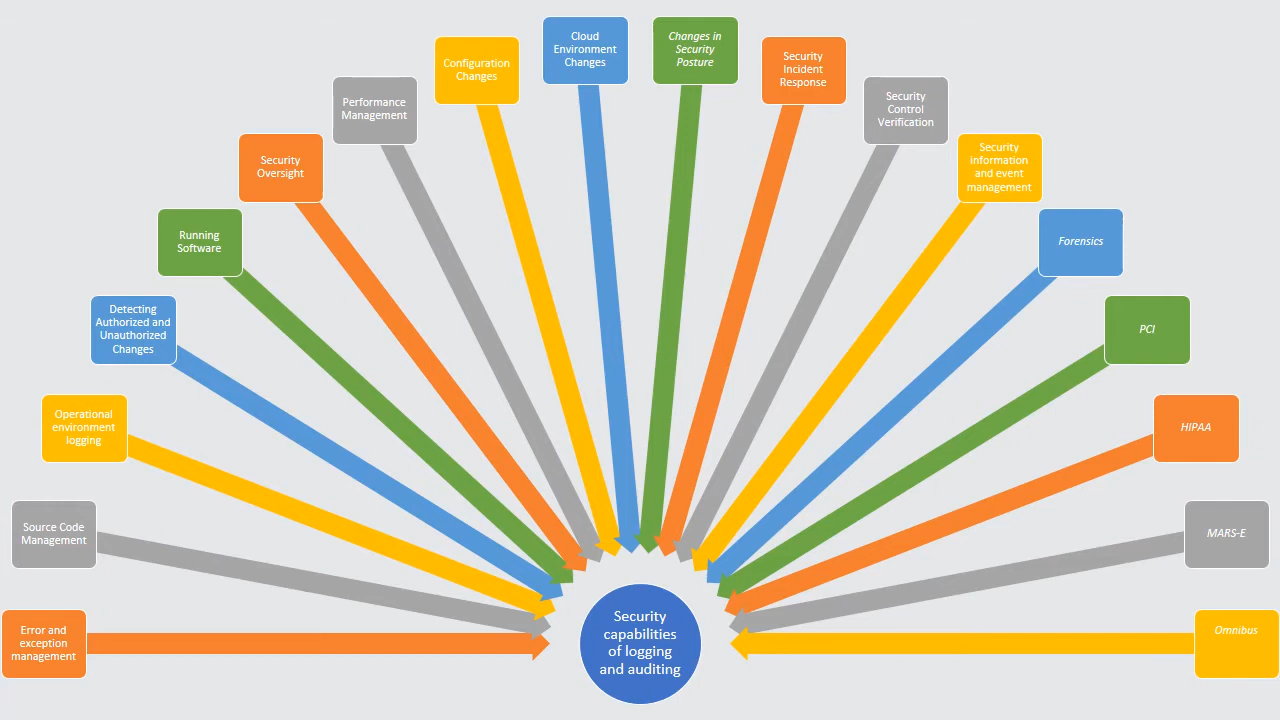 Error and
exception
management
Source Code
Management
Operational
environment
logging
Detecting
Authorized and
Unauthorized
Changes
Running
Software
Security
Oversight
Performance
Management
Configuration
Changes
Cloud
Environment
Changes
Changes in
Security
Posture
Security
Incident
Response
Security
Control
Verification
Security
information
and event
management
Forensics
PCI
HIPAA
MARS-E
Omnibus
Security
capabilities
of logging
and auditing